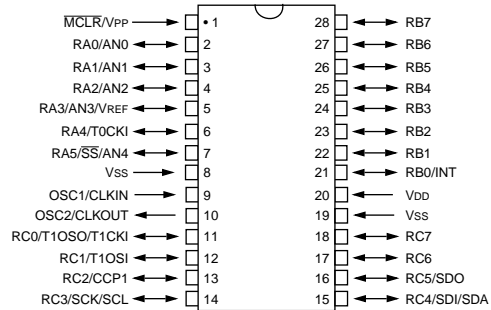 MCLR/VPP • 1 28 RB7
RA0/AN0 2 27 RB6
RA1/AN1 3 26 RB5
RA2/AN2 4 25 RB4
RA3/AN3/VREF 5 24 RB3
RA4/T0CKI 6 23 RB2
RA5/SS/AN4 7 22 RB1
VSS 8 21 RB0/INT
OSC1/CLKIN 9 20 VDD
OSC2/CLKOUT 10 19 VSS
RC0/T1OSO/T1CKI 11 18 RC7
RC1/T1OSI 12 17 RC6
RC2/CCP1 13 16 RC5/SDO
RC3/SCK/SCL 14 15 RC4/SDI/SDA